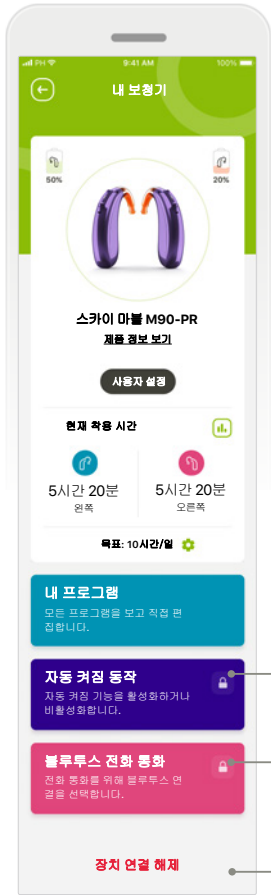 PH 9:41 AM 100%
내 보청기
50% 20%
스카이 마블 M90-PR
제품 정보 보기
사용자 설정
현재 착용 시간
5시간 20분 5시간 20분
왼쪽 오른쪽
목표: 10시간/일
내 프로그램
모든 프로그램을 보고 직접 편
집합니다.
자동 켜짐 동작
자동 켜짐 기능을 활성화하거나
비활성화합니다.
블루투스 전화 통화
전화 통화를 위해 블루투스 연
결을 선택합니다.
장치 연결 해제